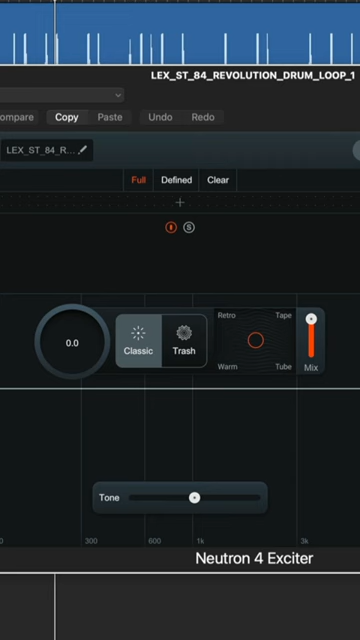 LEX_ST_84_REVOLUTION_DRUM_LOOP_1
ompare Copy Paste Undo Redo
LEX_ST_84_R...
Full Defined Clear
S
Retro Tape
0.0
Classic Trash
Warm Tube Mix
Tone
0 300 600 1k 3k
Neutron 4 Exciter